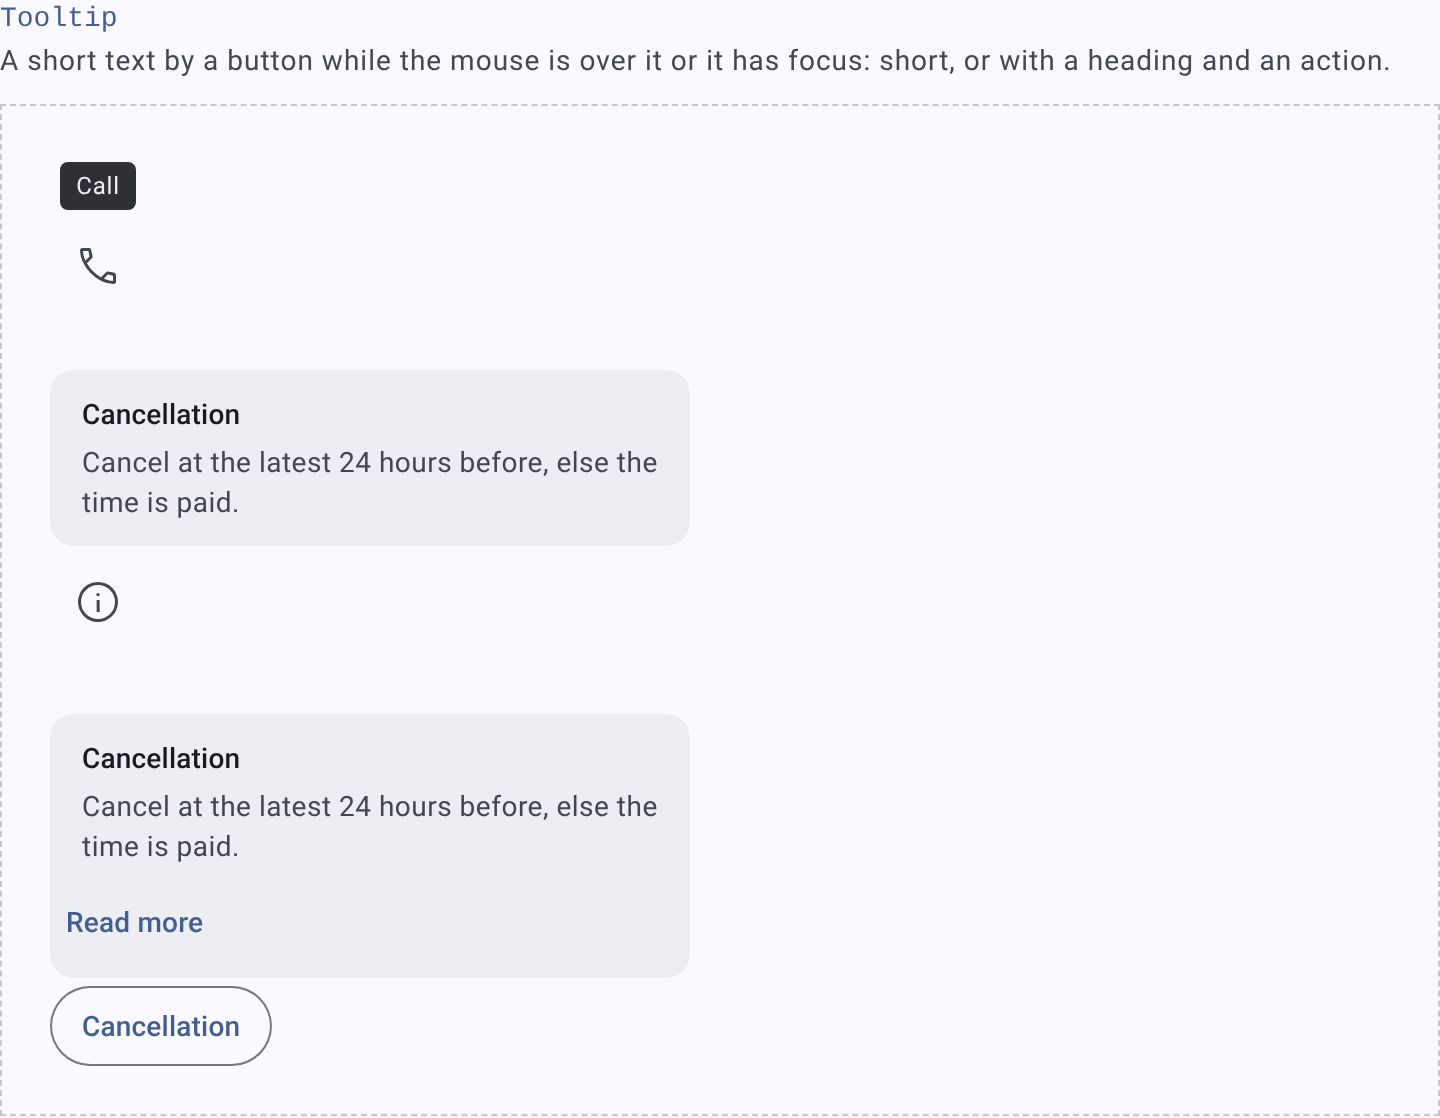 Tooltip
A short text by a button while the mouse is over it or it has focus: short, or with a heading and an action.
Call
Cancellation
Cancel at the latest 24 hours before, else the
time is paid.
Cancellation
Cancel at the latest 24 hours before, else the
time is paid.
Read more
Cancellation